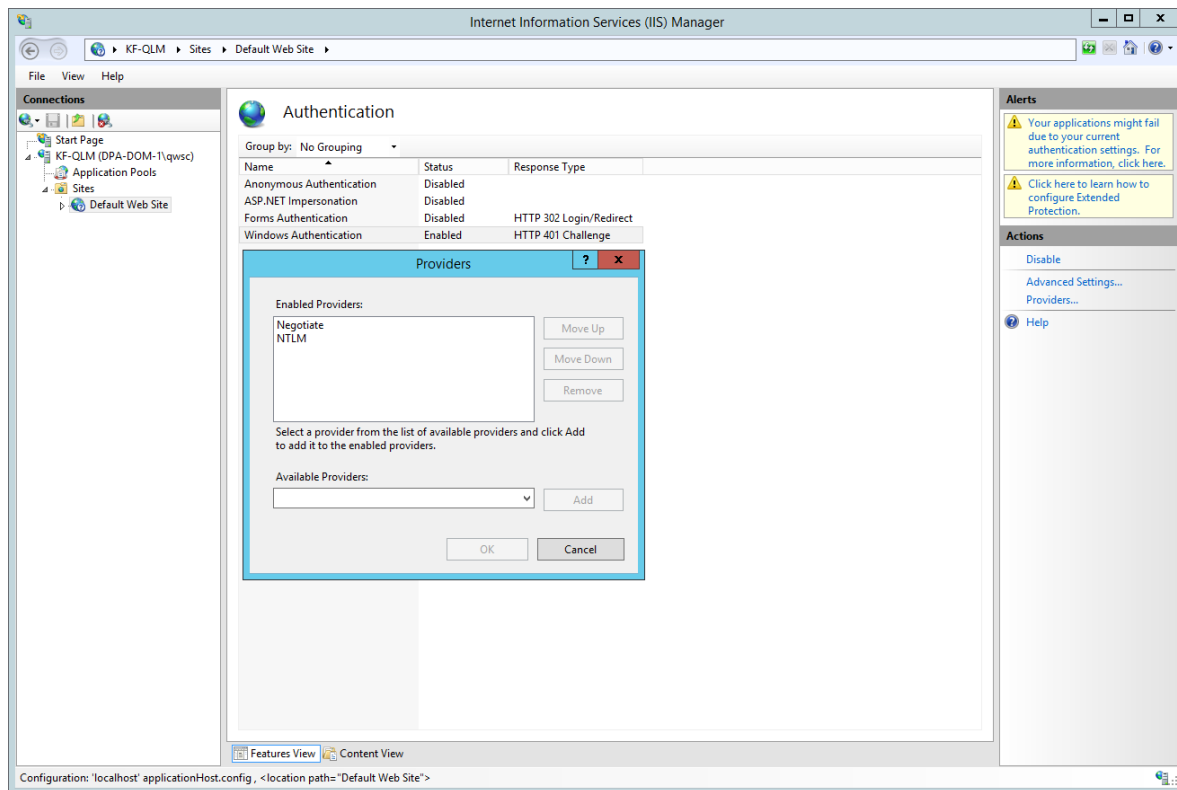 Internet Information Services (IIS) Manager
KF-QLM Sites Default Web Site
File View Help
Connections
Start Page
KF-QLM (DPA-DOM-1\qwsc)
Application Pools
Sites
Default Web Site
Authentication
Group by: No Grouping
Name Status Response Type
Anonymous Authentication Disabled
ASP.NET Impersonation Disabled
Forms Authentication Disabled HTTP 302 Login/Redirect
Windows Authentication Enabled HTTP 401 Challenge
Providers
? x
Enabled Providers:
Negotiate
NTLM
Move Up
Move Down
Remove
Select a provider from the list of available providers and click Add
to add it to the enabled providers.
Available Providers:
Add
OK Cancel
Features View Content View
Alerts
Your applications might fail
due to your current
authentication settings. For
more information, click here.
Click here to learn how to
configure Extended
Protection.
Actions
Disable
Advanced Settings...
Providers...
Help
Configuration: 'localhost' applicationHost.config , <location path="Default Web Site">